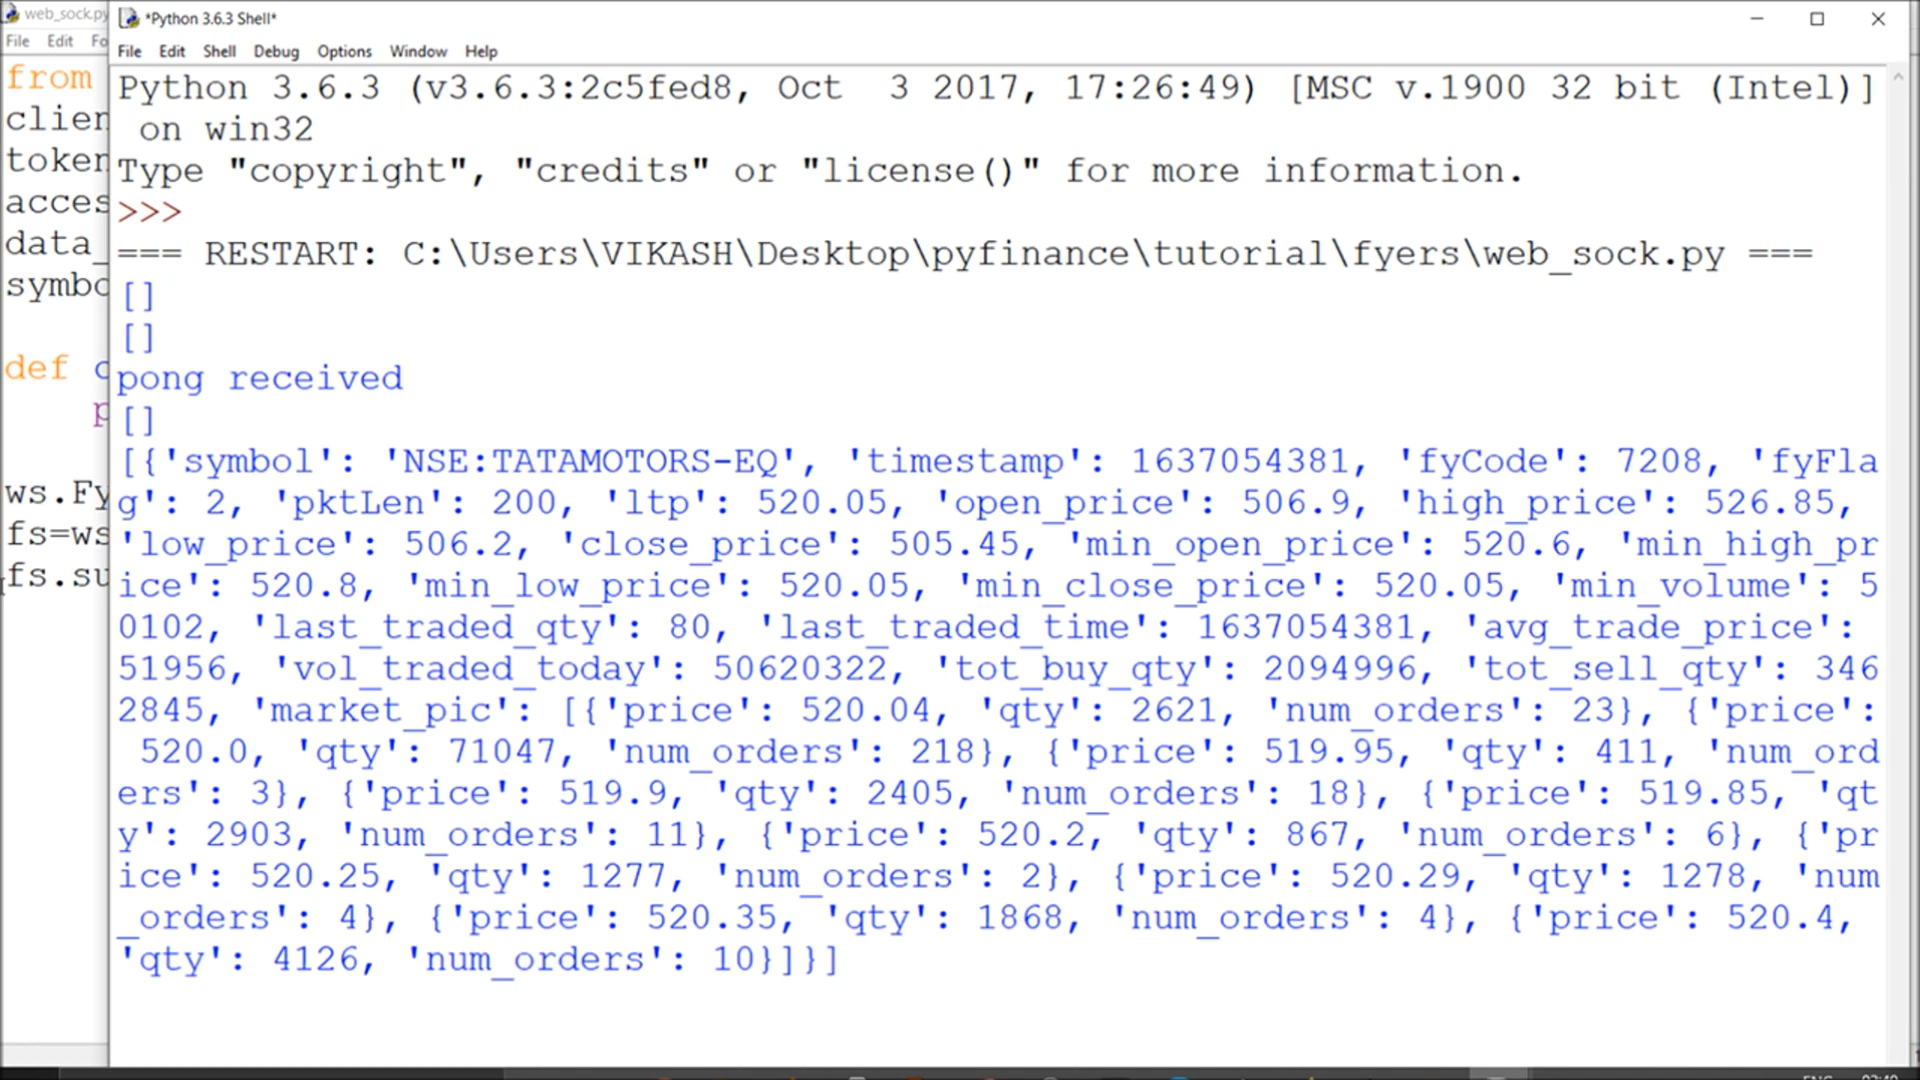 web_sock.py
*Python 3.6.3 Shell*
File Edit Fo
File Edit Shell Debug Options Window Help
from
clien
token
acces
data_
symbo
def c
p
ws.Fy
fs=ws
fs.su
Python 3.6.3 (v3.6.3:2c5fed8, Oct  3 2017, 17:26:49) [MSC v.1900 32 bit (Intel)]
 on win32
Type "copyright", "credits" or "license()" for more information.
>>>
=== RESTART: C:\Users\VIKASH\Desktop\pyfinance\tutorial\fyers\web_sock.py ===
[]
[]
pong received
[]
[{'symbol': 'NSE:TATAMOTORS-EQ', 'timestamp': 1637054381, 'fyCode': 7208, 'fyFla
g': 2, 'pktLen': 200, 'ltp': 520.05, 'open_price': 506.9, 'high_price': 526.85,
'low_price': 506.2, 'close_price': 505.45, 'min_open_price': 520.6, 'min_high_pr
ice': 520.8, 'min_low_price': 520.05, 'min_close_price': 520.05, 'min_volume': 5
0102, 'last_traded_qty': 80, 'last_traded_time': 1637054381, 'avg_trade_price':
51956, 'vol_traded_today': 50620322, 'tot_buy_qty': 2094996, 'tot_sell_qty': 346
2845, 'market_pic': [{'price': 520.04, 'qty': 2621, 'num_orders': 23}, {'price':
 520.0, 'qty': 71047, 'num_orders': 218}, {'price': 519.95, 'qty': 411, 'num_ord
ers': 3}, {'price': 519.9, 'qty': 2405, 'num_orders': 18}, {'price': 519.85, 'qt
y': 2903, 'num_orders': 11}, {'price': 520.2, 'qty': 867, 'num_orders': 6}, {'pr
ice': 520.25, 'qty': 1277, 'num_orders': 2}, {'price': 520.29, 'qty': 1278, 'num
_orders': 4}, {'price': 520.35, 'qty': 1868, 'num_orders': 4}, {'price': 520.4,
'qty': 4126, 'num_orders': 10}]}]